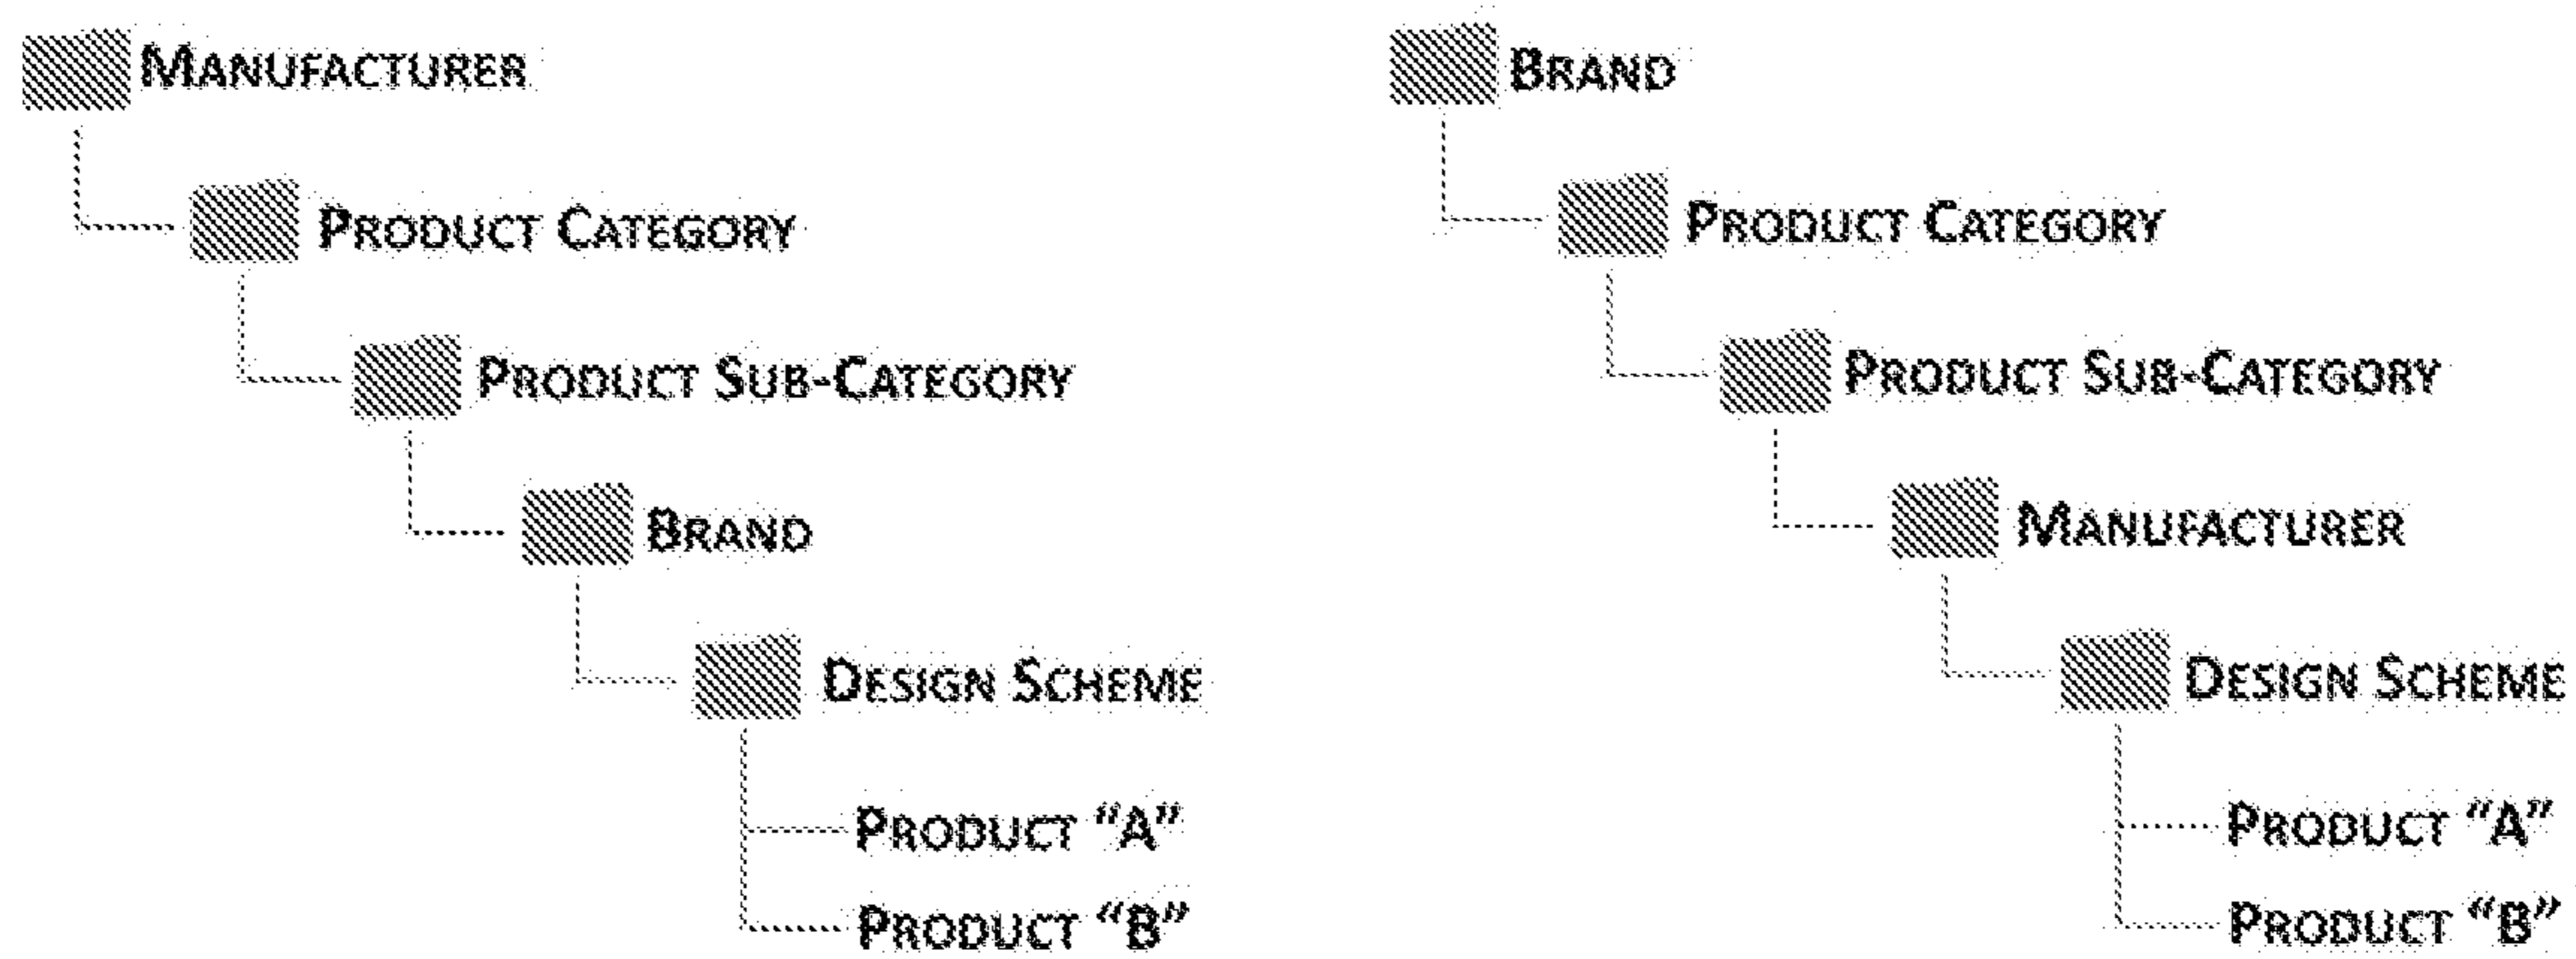 MANUFACTURER
PRODUCT CATEGORY
PRODUCT SUB-CATEGORY
BRAND
DESIGN SCHEME
PRODUCT “A”
PRODUCT “B”
BRAND
PRODUCT CATEGORY
PRODUCT SUB-CATEGORY
MANUFACTURER
DESIGN SCHEME
PRODUCT “A”
PRODUCT “B”